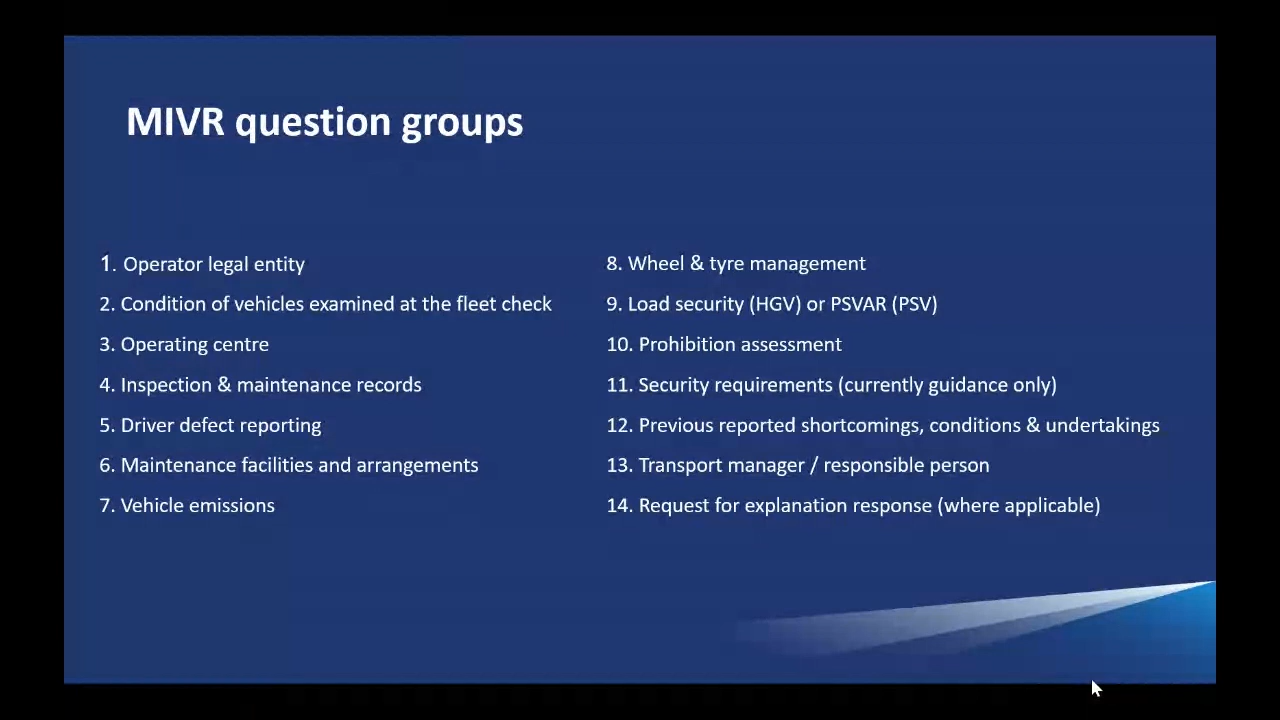 MIVR question groups
1. Operator legal entity
2. Condition of vehicles examined at the fleet check
3. Operating centre
4. Inspection & maintenance records
5. Driver defect reporting
6. Maintenance facilities and arrangements
7. Vehicle emissions
8. Wheel & tyre management
9. Load security (HGV) or PSVAR (PSV)
10. Prohibition assessment
11. Security requirements (currently guidance only)
12. Previous reported shortcomings, conditions & undertakings
13. Transport manager / responsible person
14. Request for explanation response (where applicable)